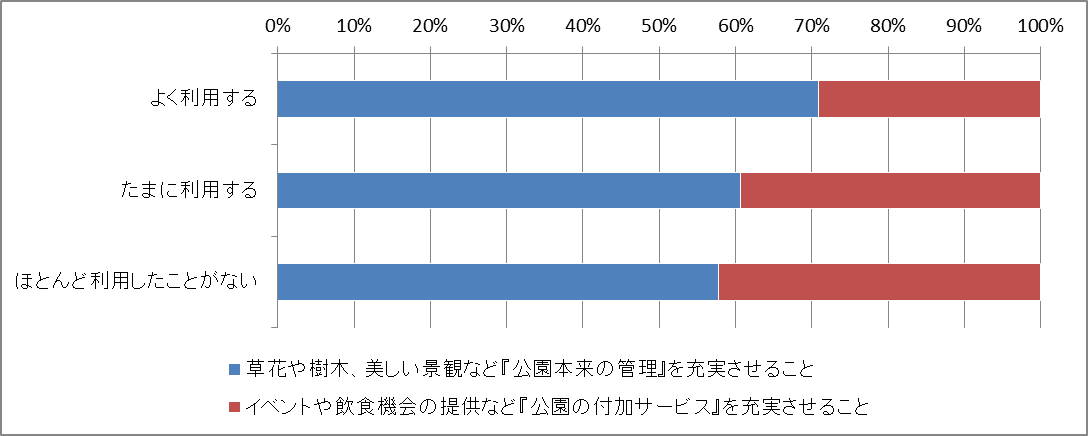 0% 10% 20% 30% 40% 50% 60% 70% 80% 90% 100%
よく利用する
たまに利用する
ほとんど利用したことがない
草花や樹木、美しい景観など『公園本来の管理』を充実させること
イベントや飲食機会の提供など『公園の付加サービス』を充実させること